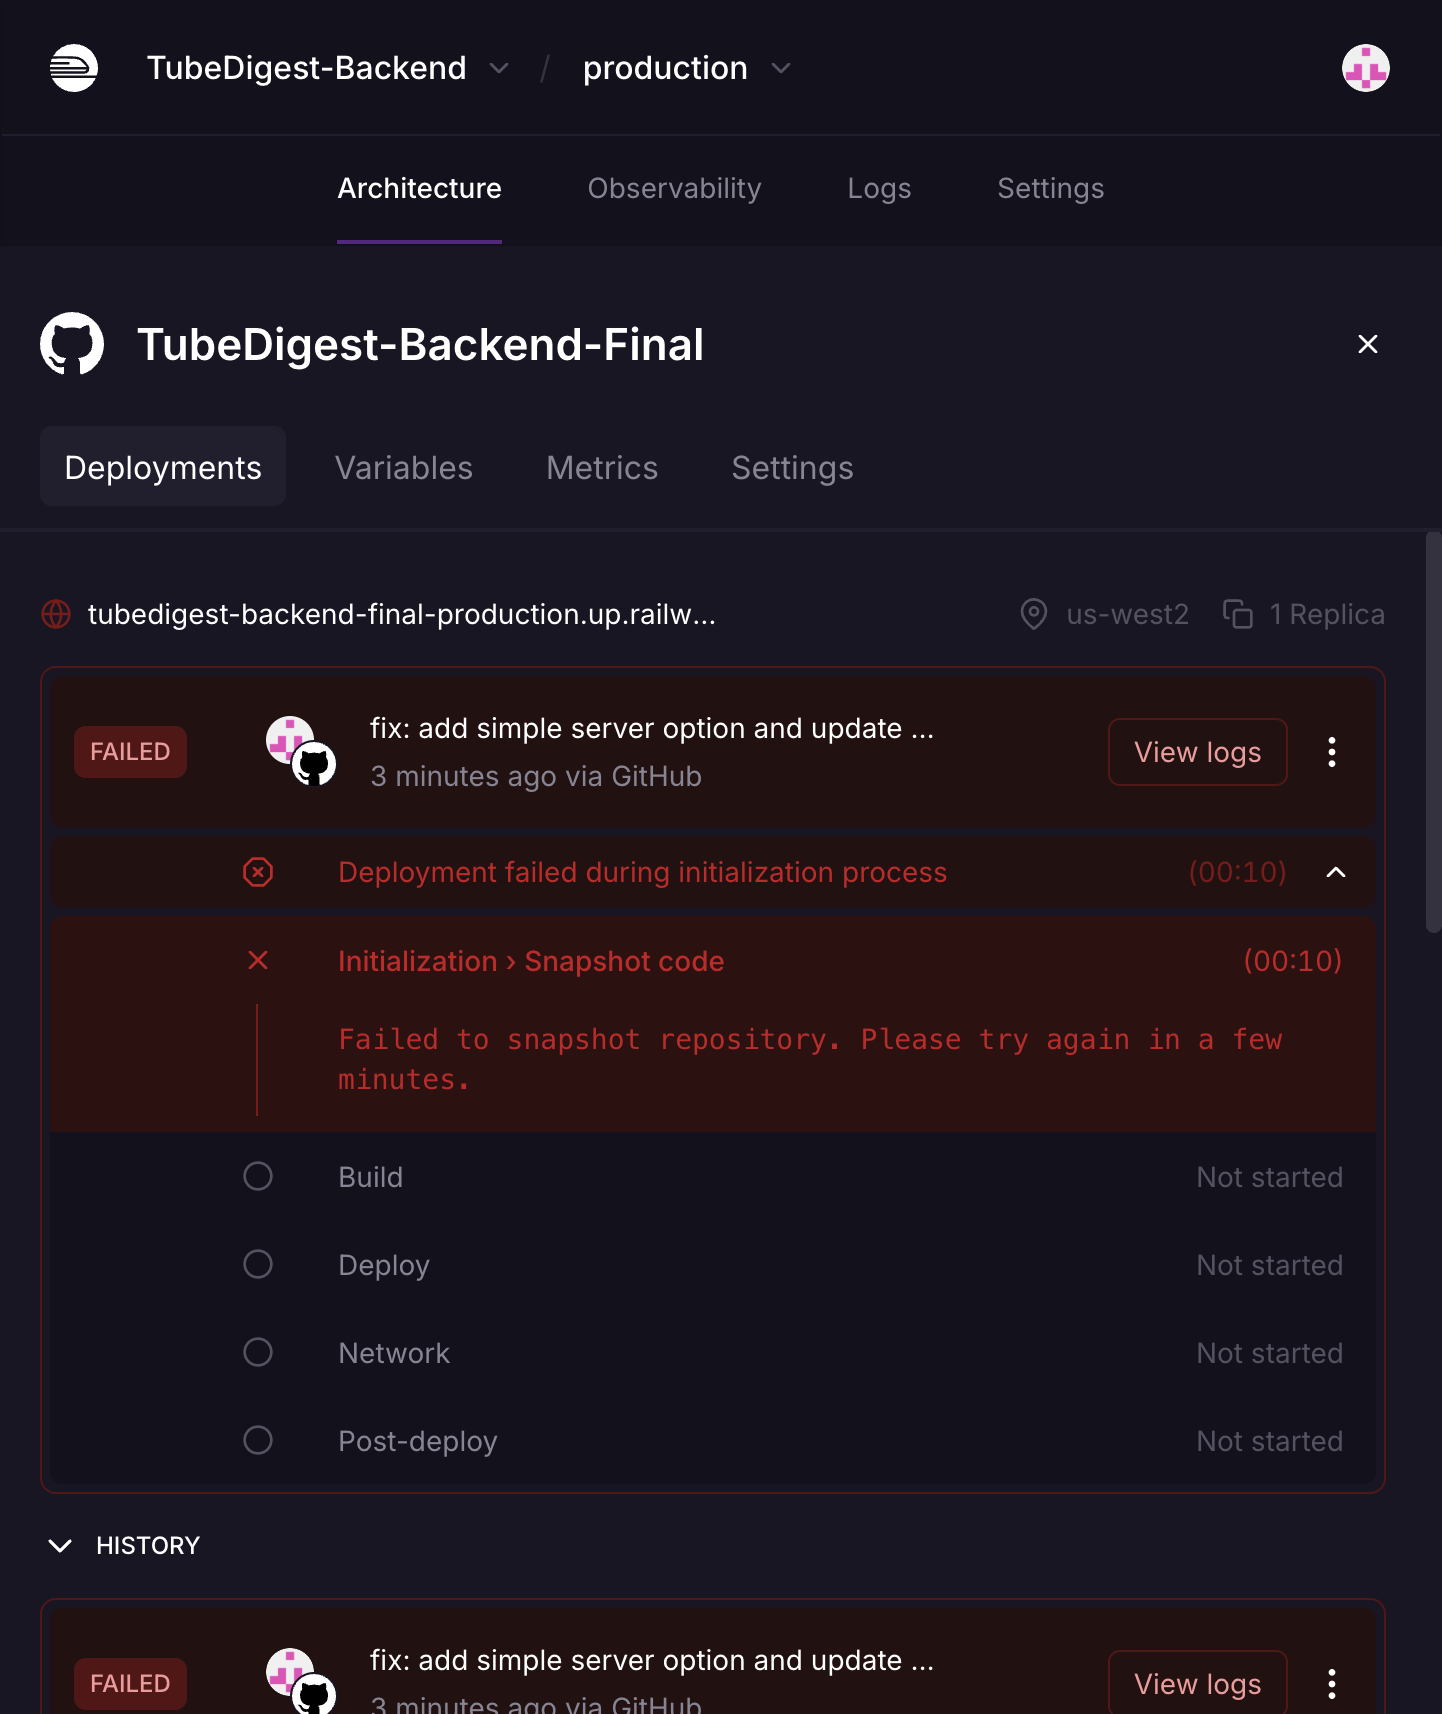 TubeDigest-Backend / production
Architecture Observability Logs Settings
TubeDigest-Backend-Final
Deployments Variables Metrics Settings
tubedigest-backend-final-production.up.railw... us-west2 1 Replica
FAILED
fix: add simple server option and update ...
3 minutes ago via GitHub
View logs
Deployment failed during initialization process (00:10)
Initialization › Snapshot code (00:10)
Failed to snapshot repository. Please try again in a few
minutes.
Build Not started
Deploy Not started
Network Not started
Post-deploy Not started
HISTORY
FAILED
fix: add simple server option and update ...
3 minutes ago via GitHub
View logs